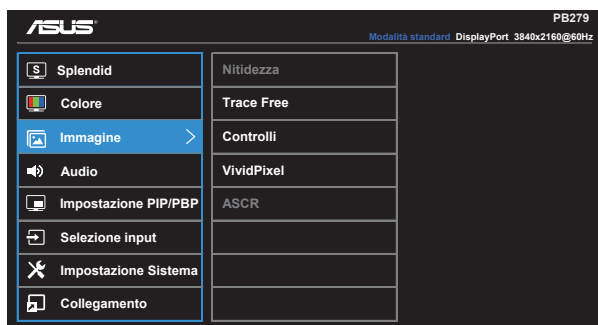 ASUS
PB279
Modalità standard DisplayPort 3840x2160@60Hz
S Splendid
Nitidezza
Colore
Trace Free
Immagine
Controlli
Audio
VividPixel
Impostazione PIP/PBP
ASCR
Selezione input
Impostazione Sistema
Collegamento